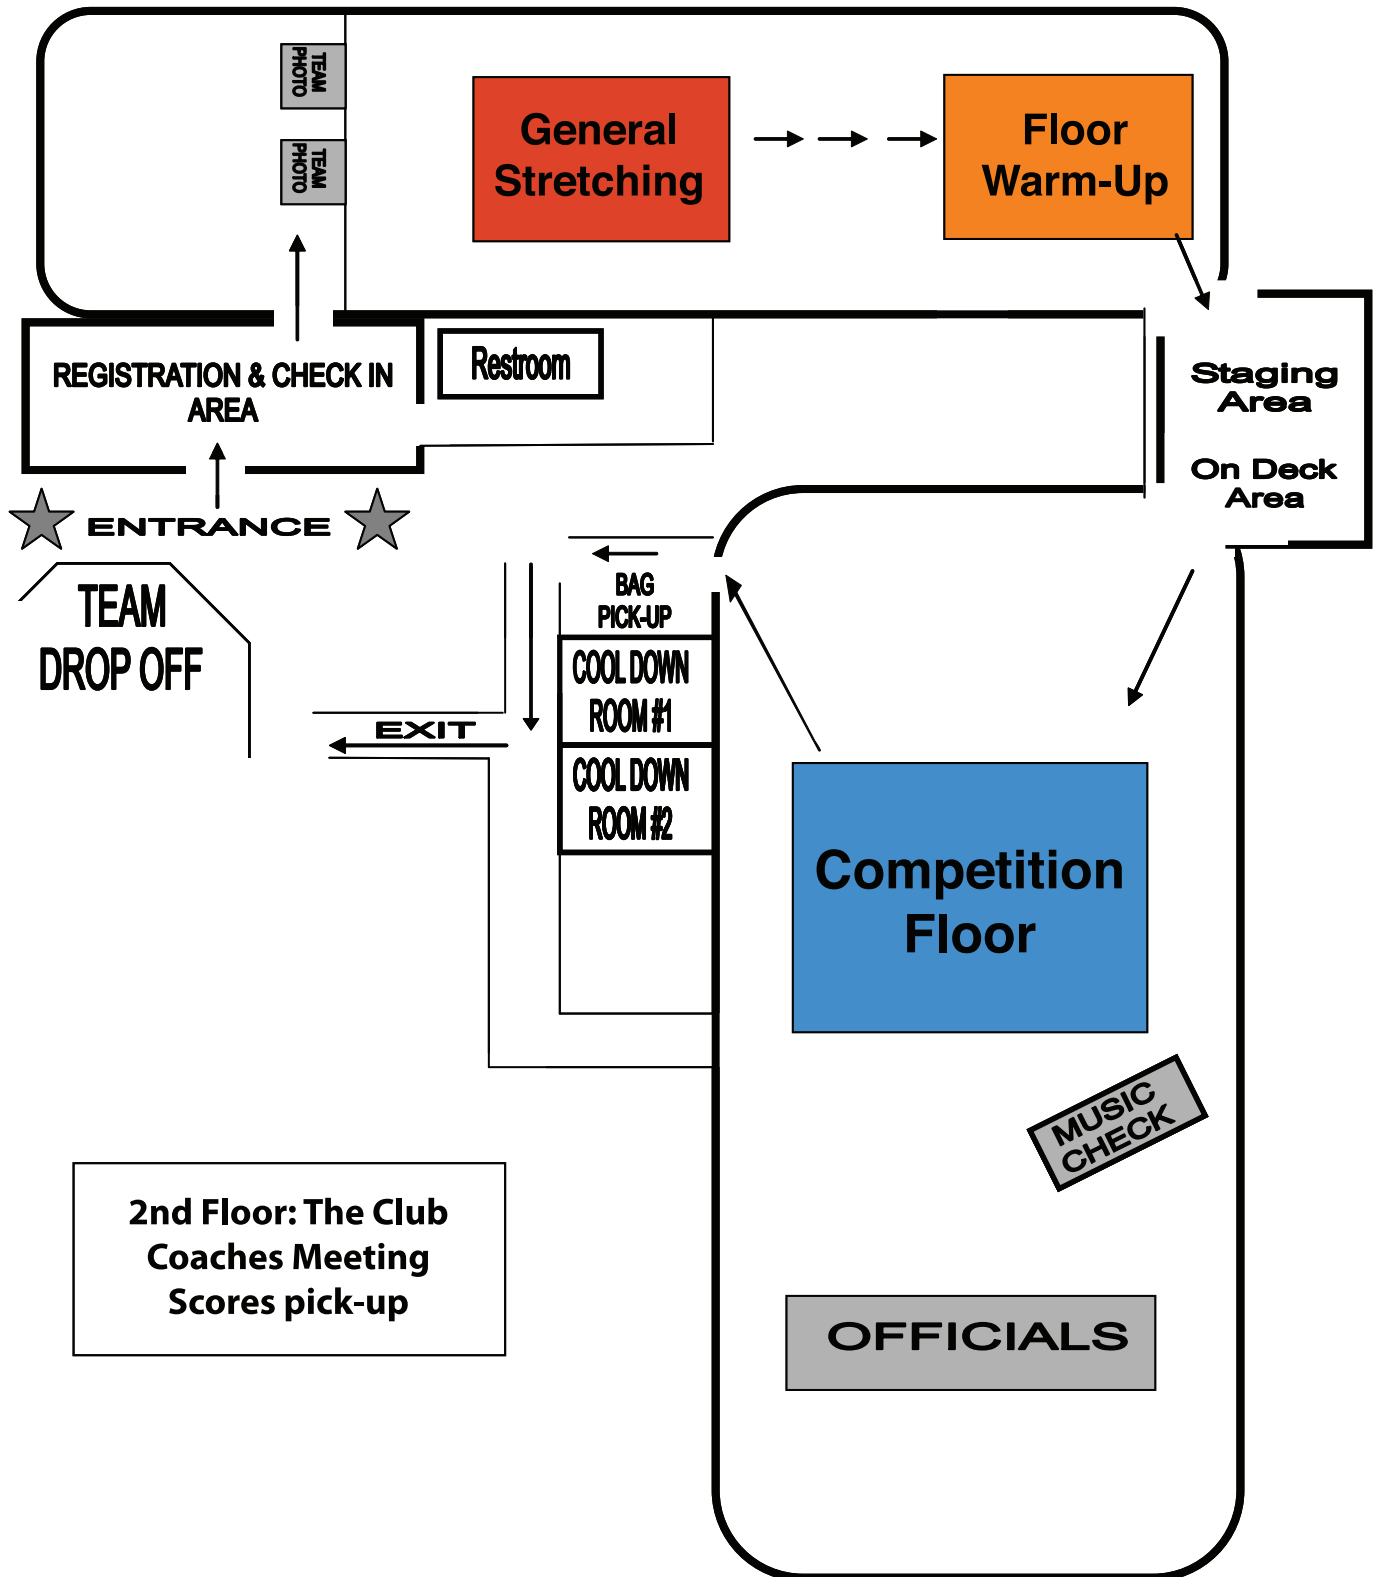 TEAM
PHOTO
TEAM
PHOTO
General
Stretching
Floor
Warm-Up
REGISTRATION & CHECK IN
AREA
Restroom
Staging
Area
On Deck
Area
ENTRANCE
TEAM
DROP OFF
BAG
PICK-UP
COOL DOWN
ROOM #1
EXIT
COOL DOWN
ROOM #2
Competition
Floor
MUSIC
CHECK
2nd Floor: The Club
Coaches Meeting
Scores pick-up
OFFICIALS